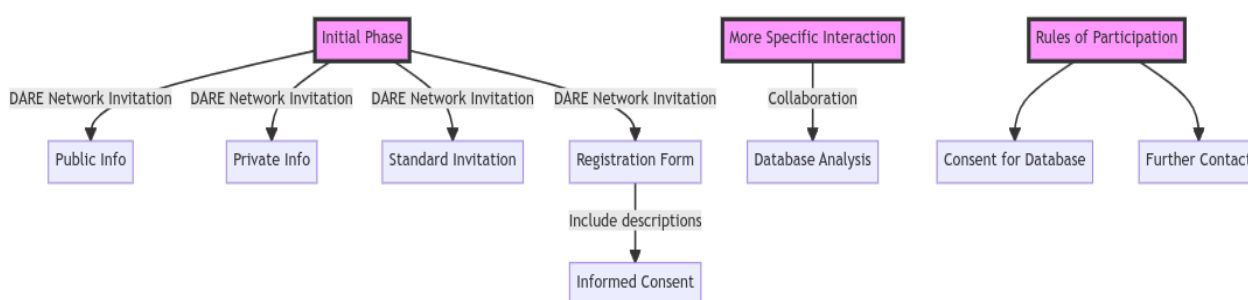 Initial Phase
More Specific Interaction
Rules of Participation
DARE Network Invitation
DARE Network Invitation
DARE Network Invitation
DARE Network Invitation
Collaboration
Public Info
Private Info
Standard Invitation
Registration Form
Database Analysis
Consent for Database
Further Contact
Include descriptions
Informed Consent